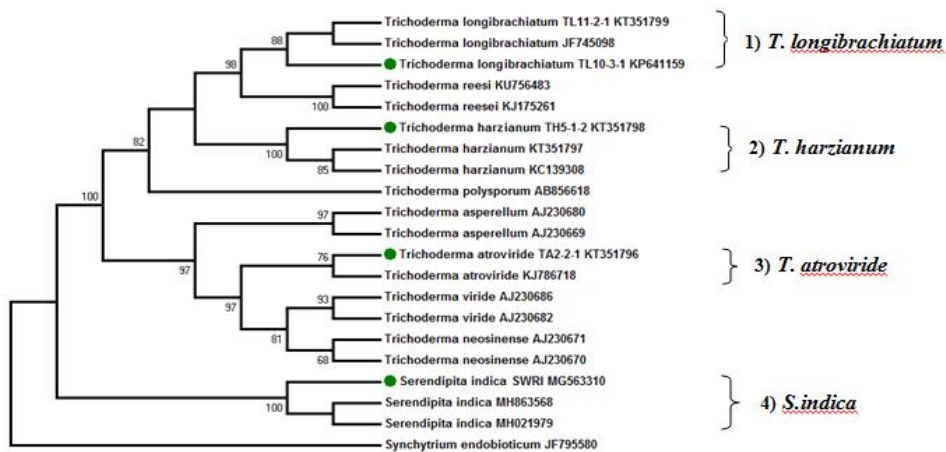 Trichoderma longibrachiatum TL11-2-1 KT351799
88
Trichoderma longibrachiatum JF745098
1) T. longibrachiatum
98
Trichoderma longibrachiatum TL10-3-1 KP641159
Trichoderma reesi KU756483
100
Trichoderma reesei KJ175261
Trichoderma harzianum TH5-1-2 KT351798
82
Trichoderma harzianum KT351797
2) T. harzianum
100
85
Trichoderma harzianum KC139308
100
Trichoderma polysporum AB856618
97
Trichoderma asperellum AJ230680
Trichoderma asperellum AJ230669
76
Trichoderma atroviride TA2-2-1 KT351796
3) T. atroviride
97
Trichoderma atroviride KJ786718
97
93
Trichoderma viride AJ230686
Trichoderma viride AJ230682
81
Trichoderma neosinense AJ230671
68
Trichoderma neosinense AJ230670
Serendipita indica SWRI MG563310
100
Serendipita indica MH863568
4) S.indica
Serendipita indica MH021979
Synchytrium endobioticum JF795580